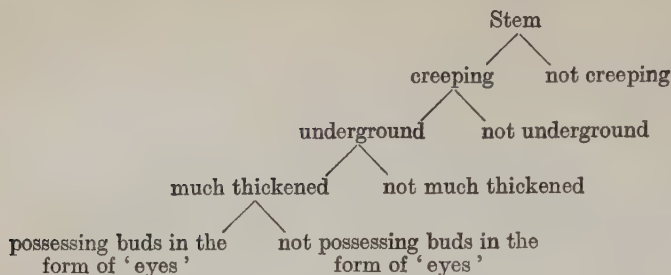 Stem
creeping not creeping
underground not underground
much thickened not much thickened
possessing buds in the not possessing buds in the
form of ‘eyes’ form of ‘eyes’